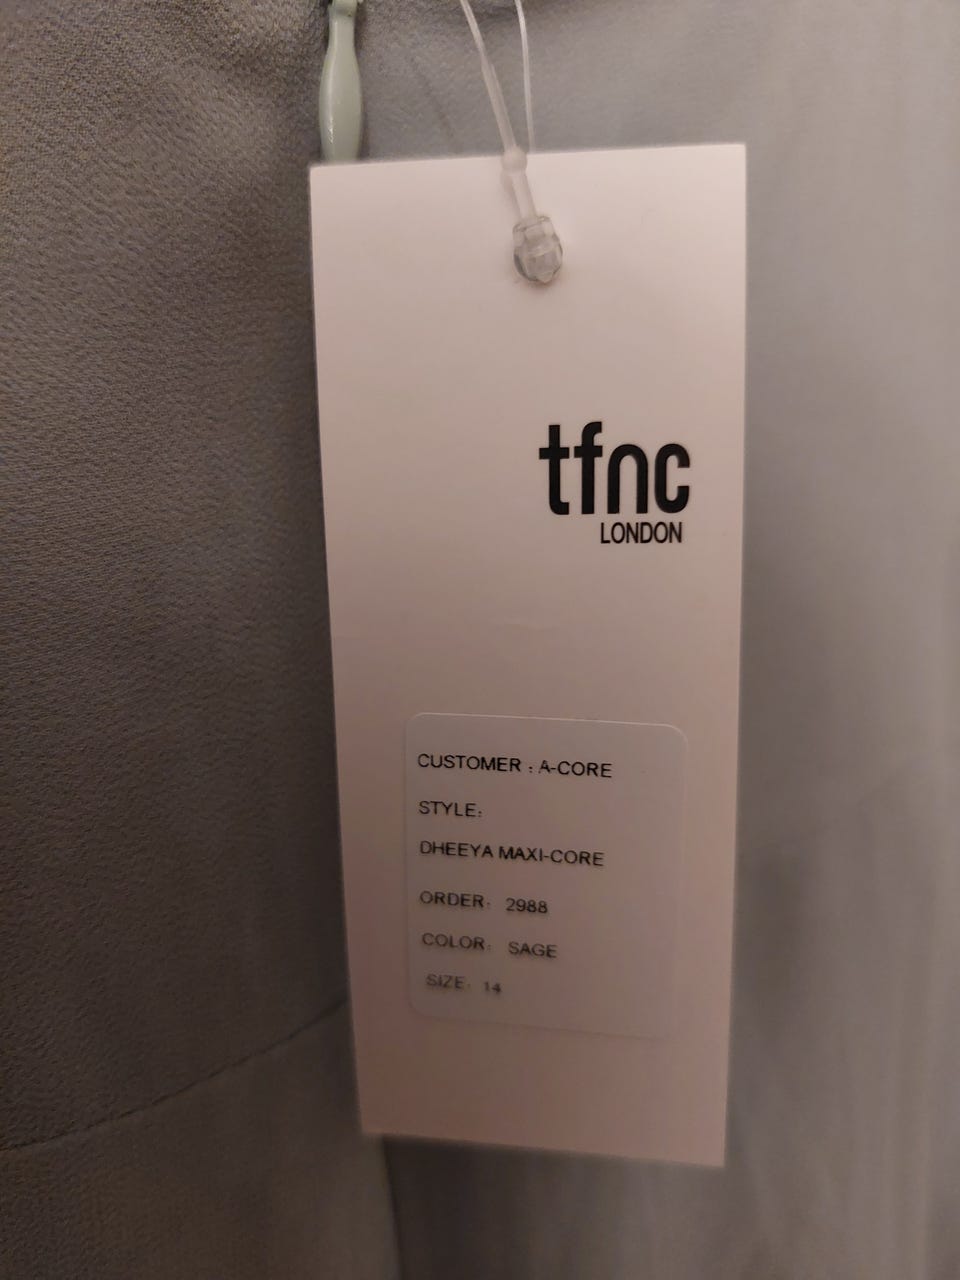 tfnc
LONDON
CUSTOMER : A-CORE
STYLE:
DHEEYA MAXI-CORE
ORDER: 2988
COLOR: SAGE
SIZE: 14